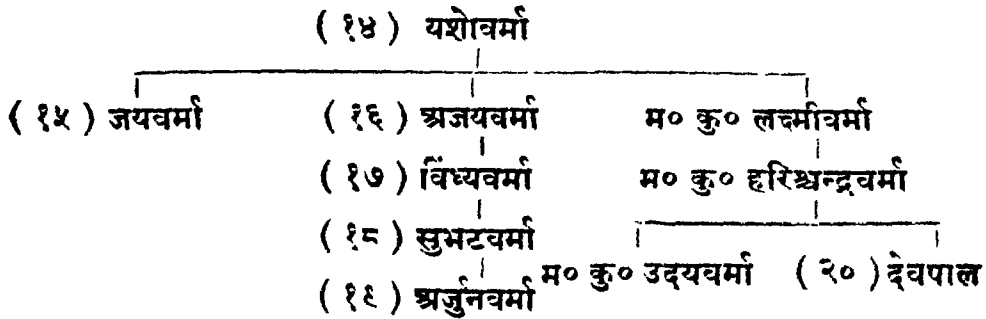 ( १४ ) यशोवर्मा
( १५ ) जयवर्मा ( १६ ) अजयवर्मा म० कु० लक्ष्मीवर्मा
( १७ ) विंध्यवर्मा म० कु० हरिश्चन्द्रवर्मा
( १८ ) सुभटवर्मा
म० कु० उदयवर्मा ( २० ) देवपाल
( १९ ) अर्जुनवर्मा